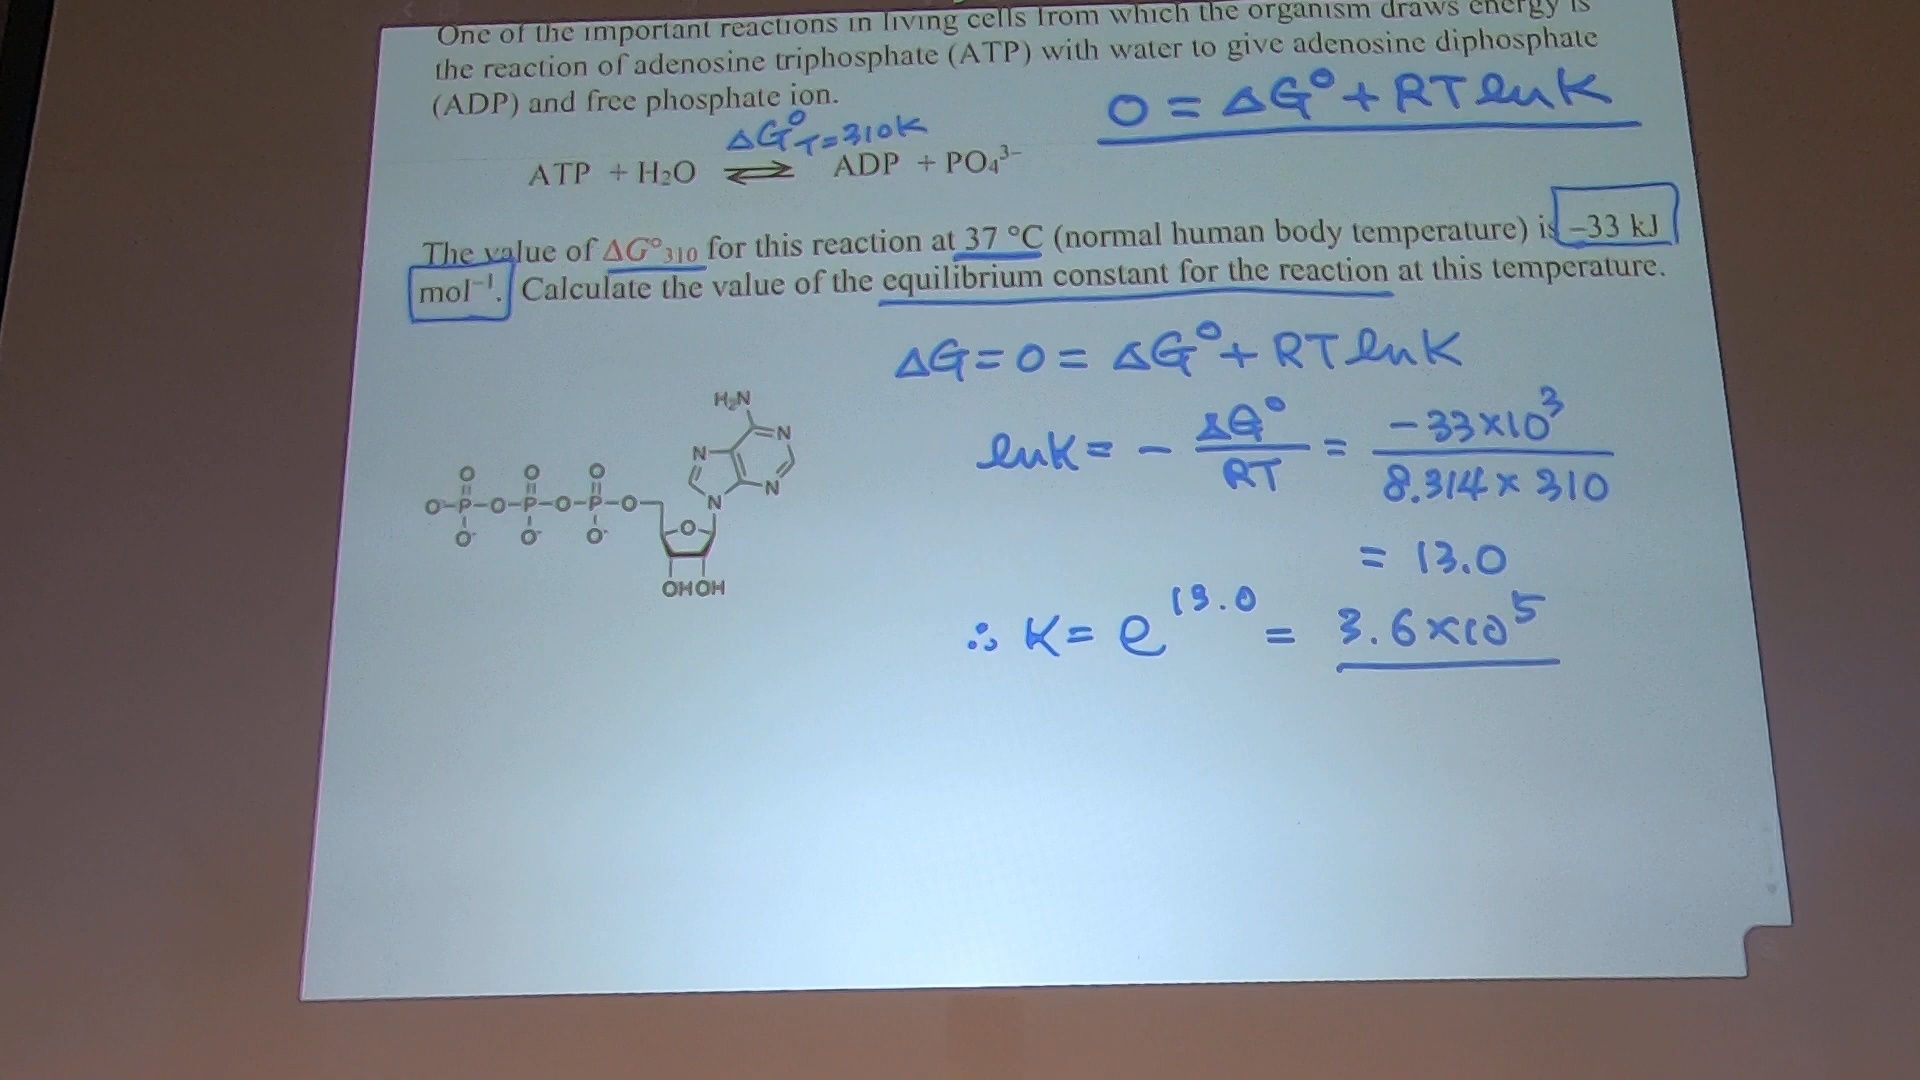 One of the important reactions in living cells from which the organism draws energy is
the reaction of adenosine triphosphate (ATP) with water to give adenosine diphosphate
(ADP) and free phosphate ion.
0 = ΔG° + RT ln K
ΔG°T=310K
ATP + H₂O ⇌ ADP + PO₄³⁻
The value of ΔG°₃₁₀ for this reaction at 37 °C (normal human body temperature) is −33 kJ
mol⁻¹. Calculate the value of the equilibrium constant for the reaction at this temperature.
ΔG = 0 = ΔG° + RT ln K
ln K = − ΔG°/RT = −33×10³/8.314 × 310
= 13.0
∴ K = e^13.0 = 3.6×10⁵
H₂N
N N
N N
O O O
O⁻–P–O–P–O–P–O
O⁻ O⁻ O⁻
O
OH OH